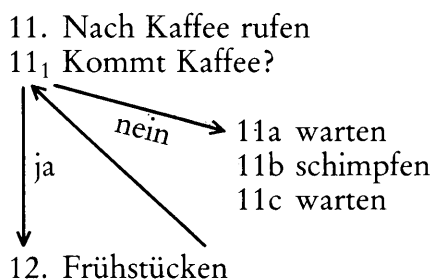 11. Nach Kaffee rufen
11₁ Kommt Kaffee?
nein
11a warten
ja
11b schimpfen
11c warten
12. Frühstücken